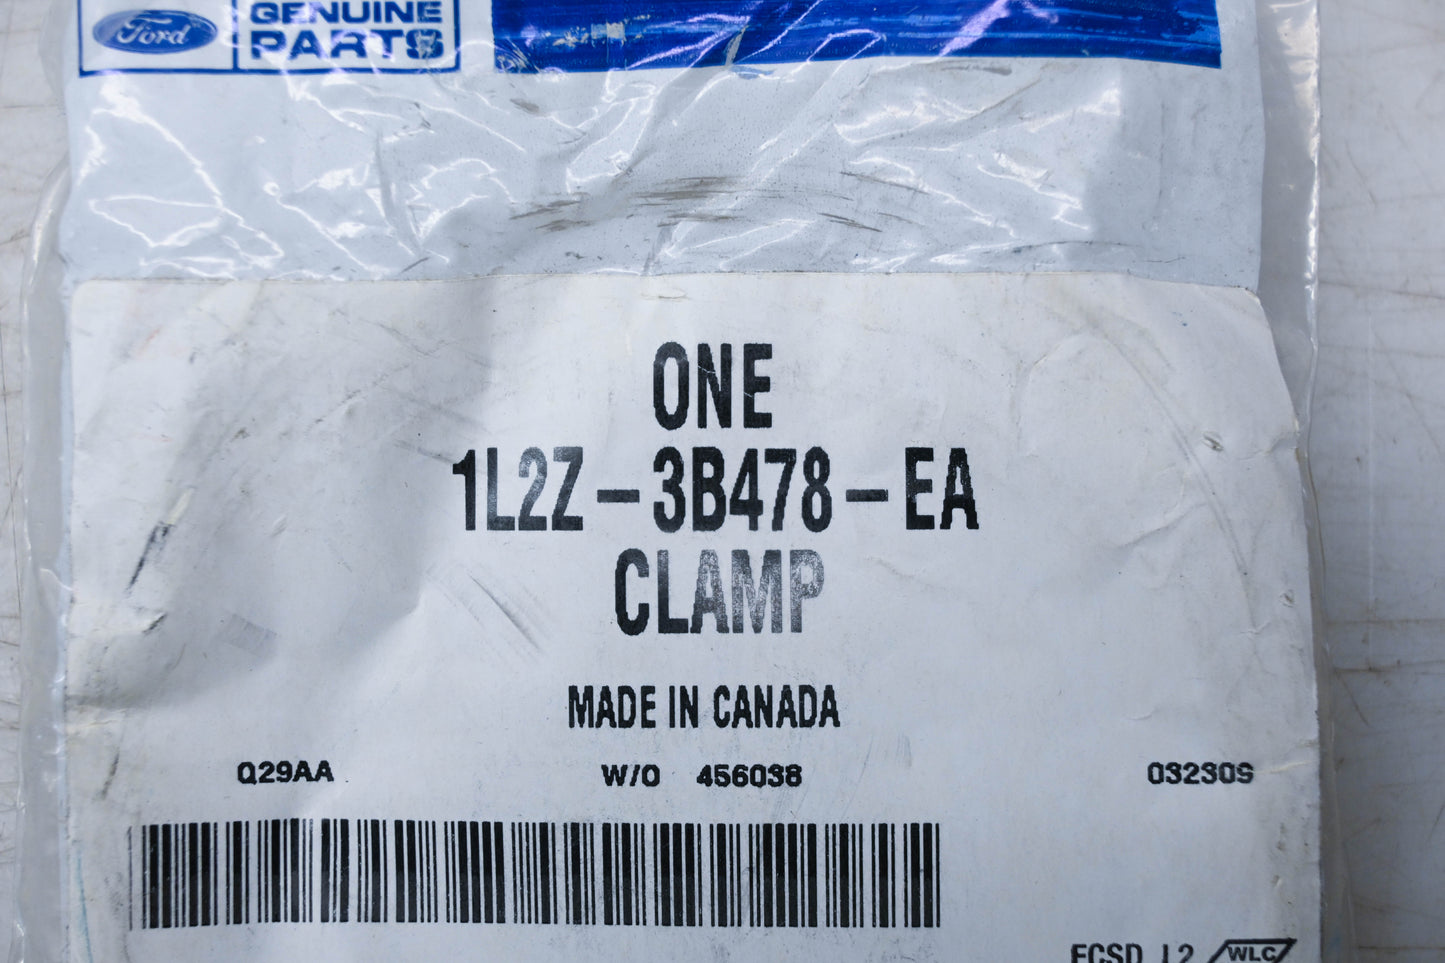 Ford
GENUINE
PARTS
ONE
1L2Z-3B478-EA
CLAMP
MADE IN CANADA
Q29AA W/O 456038 03230S
FCSD L2 WLC